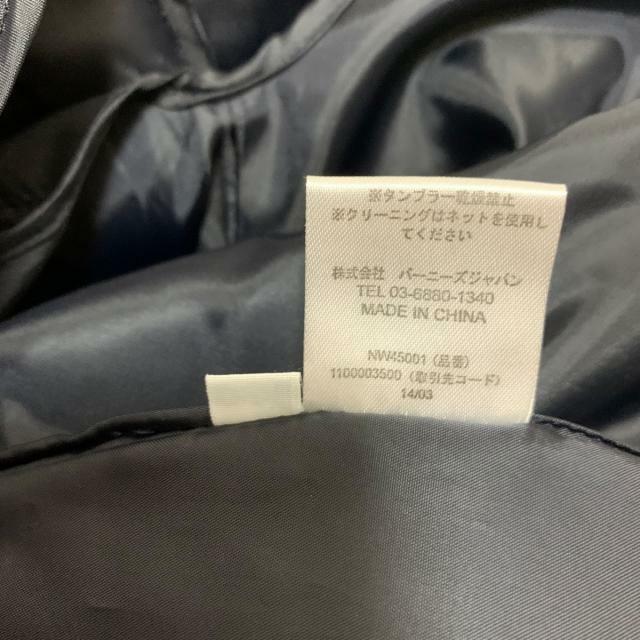 ※タンブラー乾燥禁止
※クリーニングはネットを使用し
てください
株式会社 バーニーズジャパン
TEL 03-6880-1340
MADE IN CHINA
NW45001（品番）
1100003500（取引先コード）
14/03